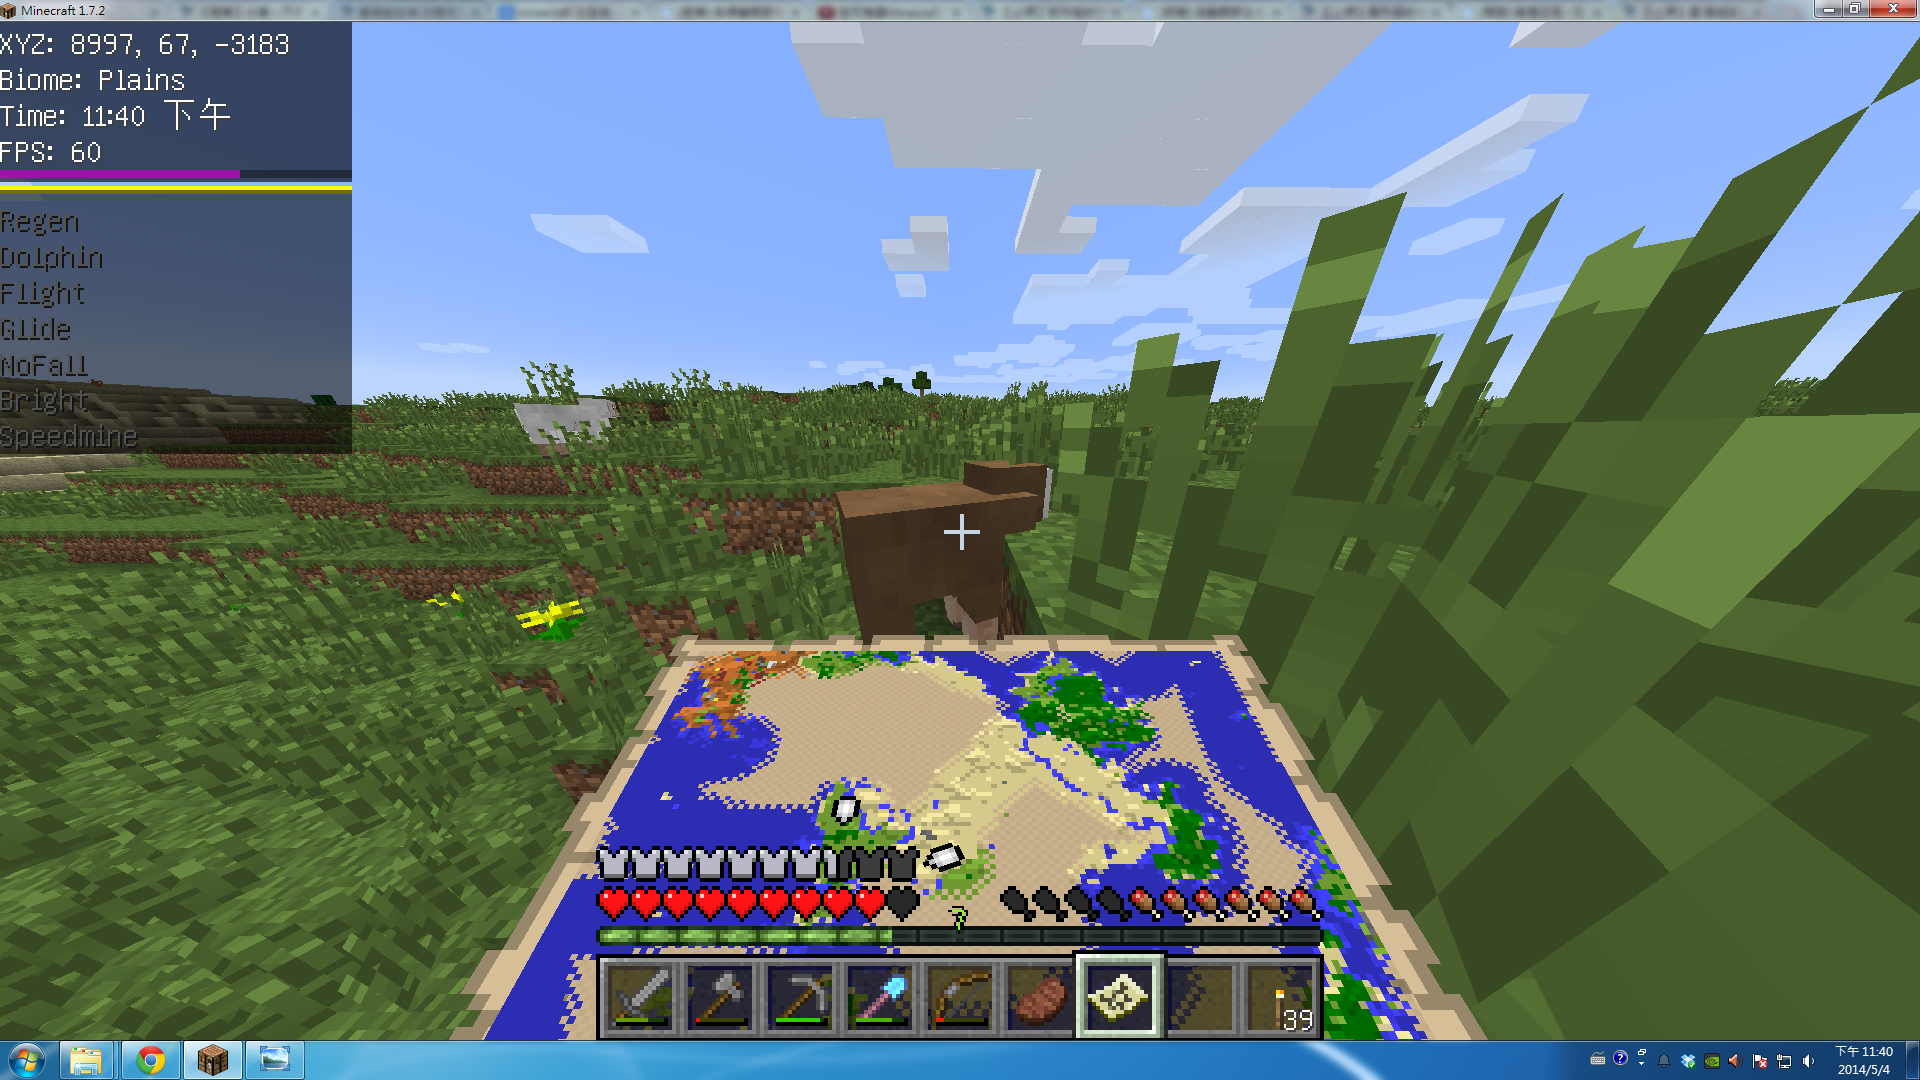 Minecraft 1.7.2
XYZ: 8997, 67, -3183
Biome: Plains
Time: 11:40 下午
FPS: 60
Regen
Dolphin
Flight
Glide
NoFall
Bright
Speedmine
39
下午 11:40
2014/5/4